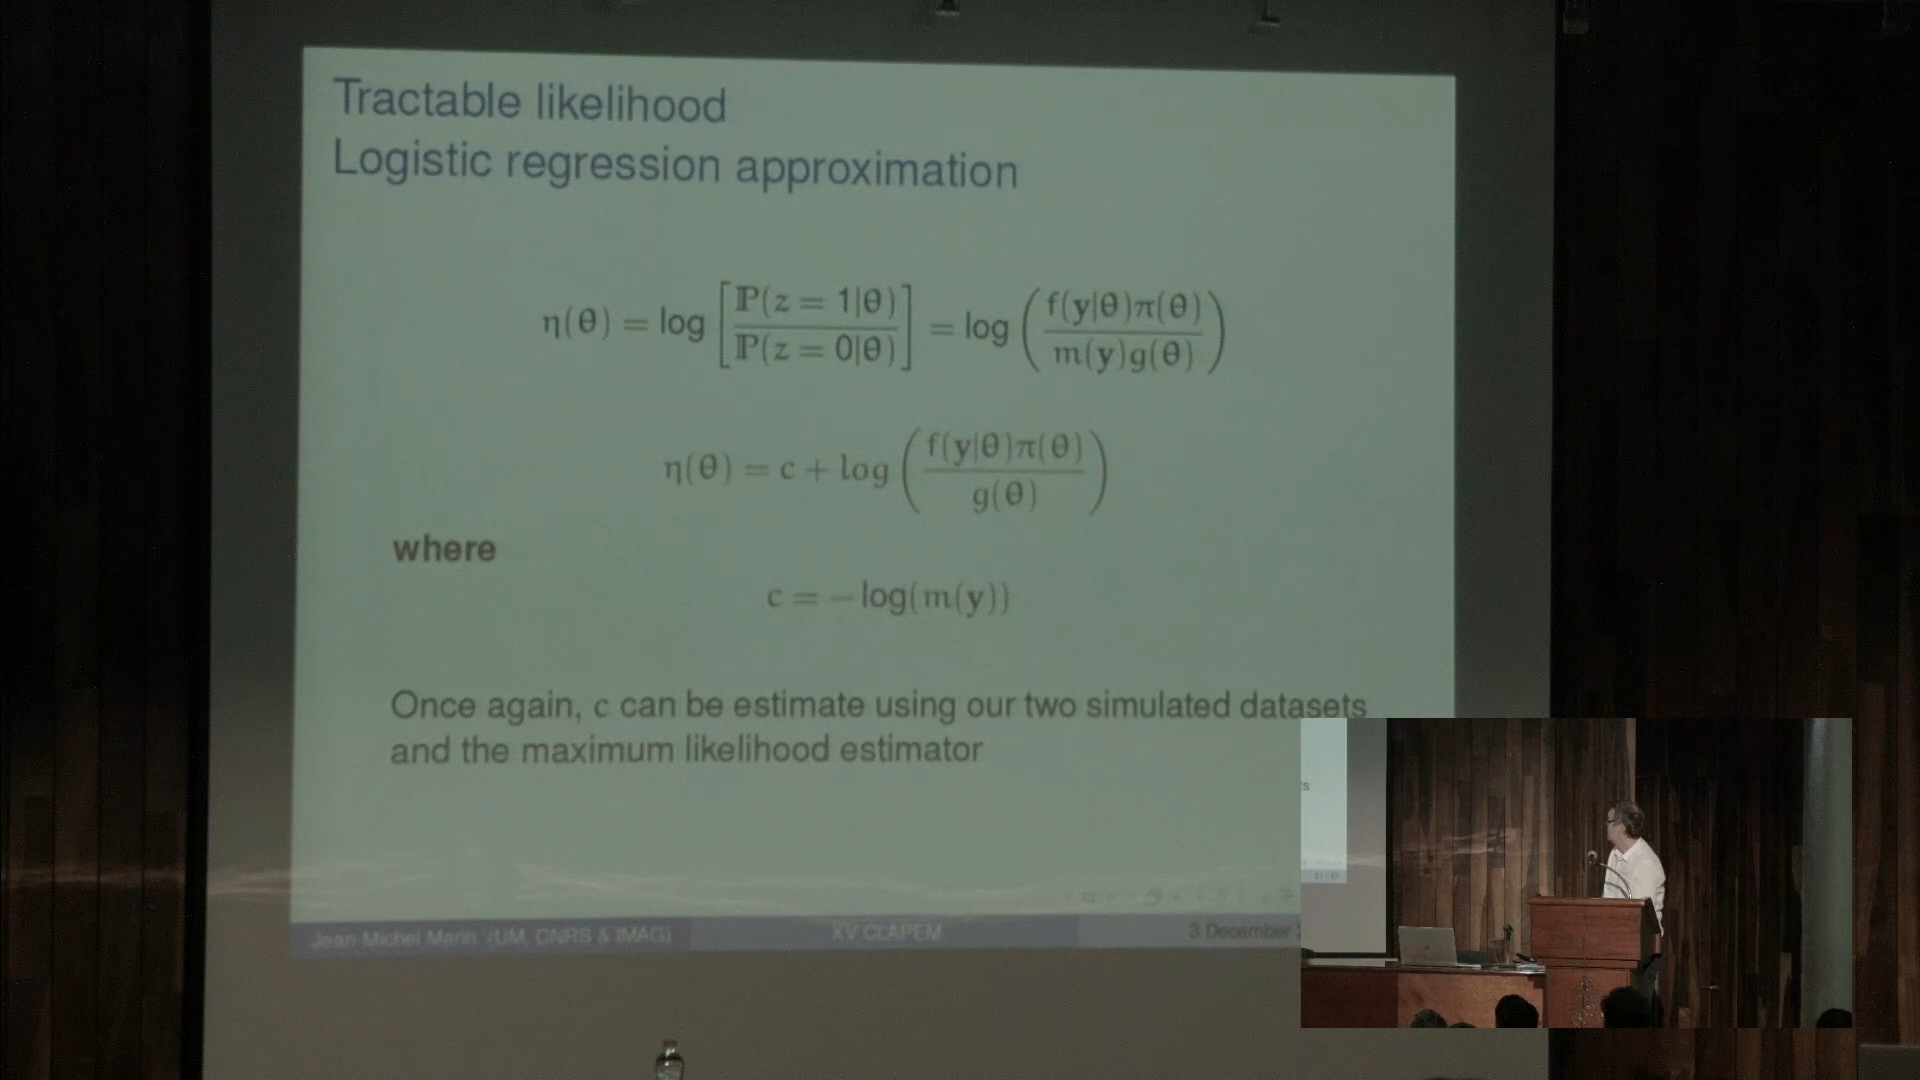 Tractable likelihood
Logistic regression approximation
η(θ) = log [ℙ(z = 1|θ) / ℙ(z = 0|θ)] = log (f(y|θ)π(θ) / m(y)g(θ))
η(θ) = c + log (f(y|θ)π(θ) / g(θ))
where
c = − log(m(y))
Once again, c can be estimate using our two simulated datasets
and the maximum likelihood estimator
Jean-Michel Marin (UM, CNRS & IMAG) XV CLAPEM 3 December